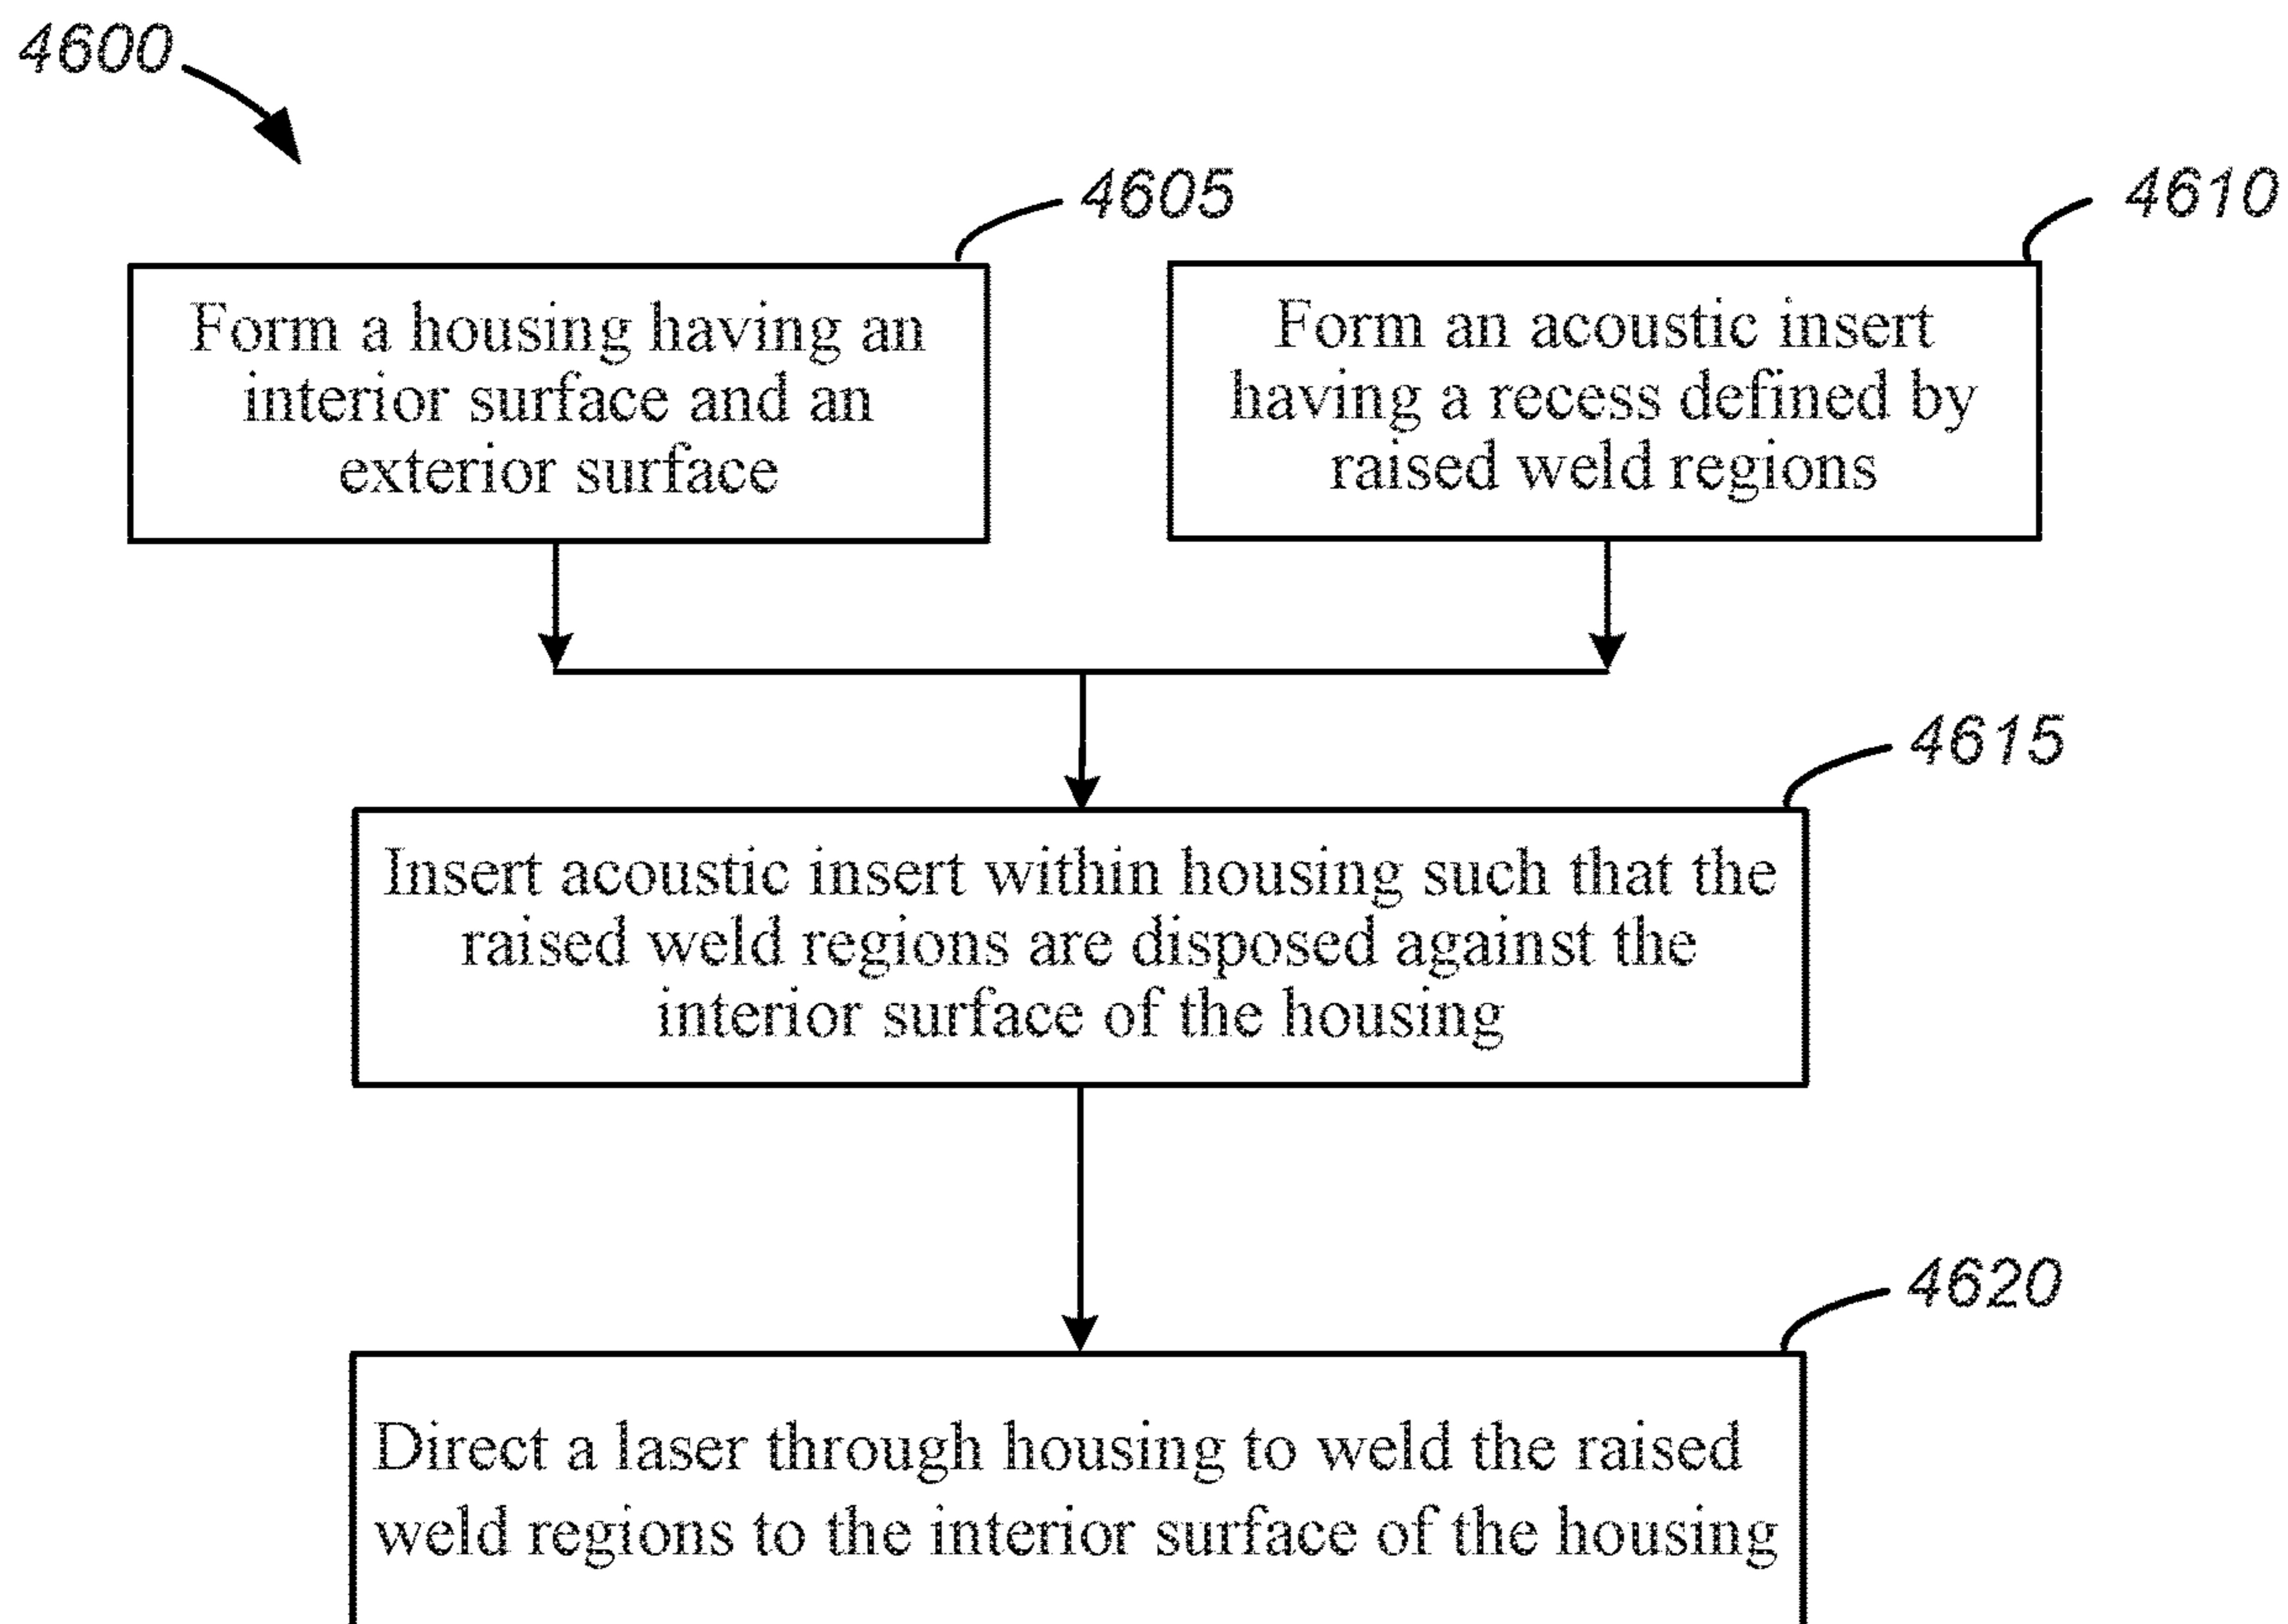 4600
4605
4610
Form a housing having an
interior surface and an
exterior surface
Form an acoustic insert
having a recess defined by
raised weld regions
4615
Insert acoustic insert within housing such that the
raised weld regions are disposed against the
interior surface of the housing
4620
Direct a laser through housing to weld the raised
weld regions to the interior surface of the housing